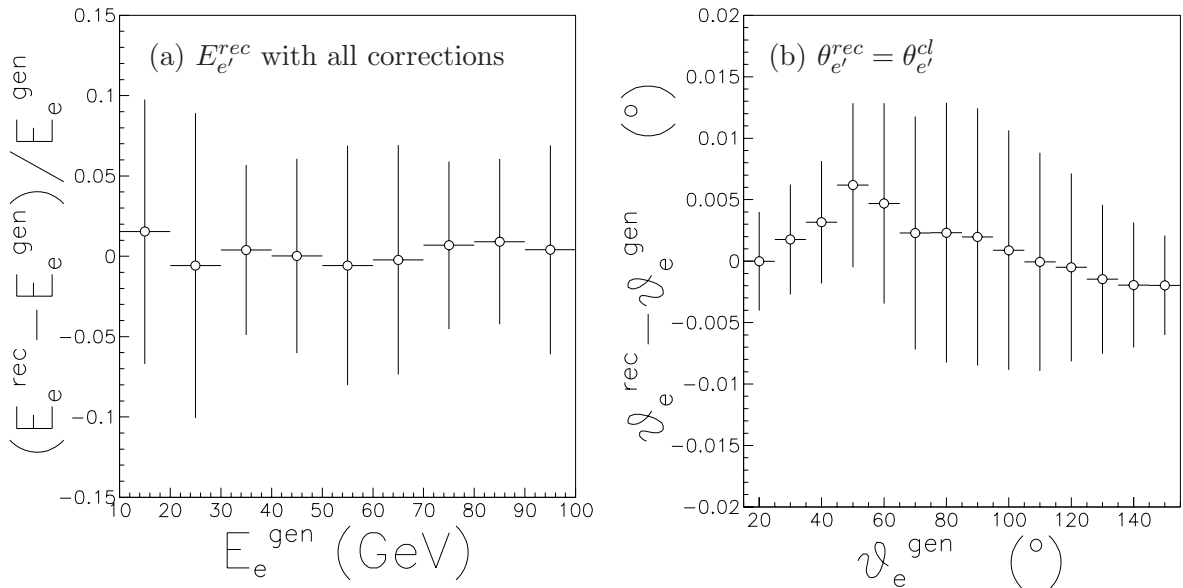 (a) E_{e'}^{rec} with all corrections
(E_e^{rec} − E_e^{gen}) / E_e^{gen}
0.15
0.1
0.05
0
−0.05
−0.1
−0.15
10 20 30 40 50 60 70 80 90 100
E_e^{gen} (GeV)
(b) θ_{e'}^{rec} = θ_{e'}^{cl}
ϑ_e^{rec} − ϑ_e^{gen} (°)
0.02
0.015
0.01
0.005
0
−0.005
−0.01
−0.015
−0.02
20 40 60 80 100 120 140
ϑ_e^{gen} (°)